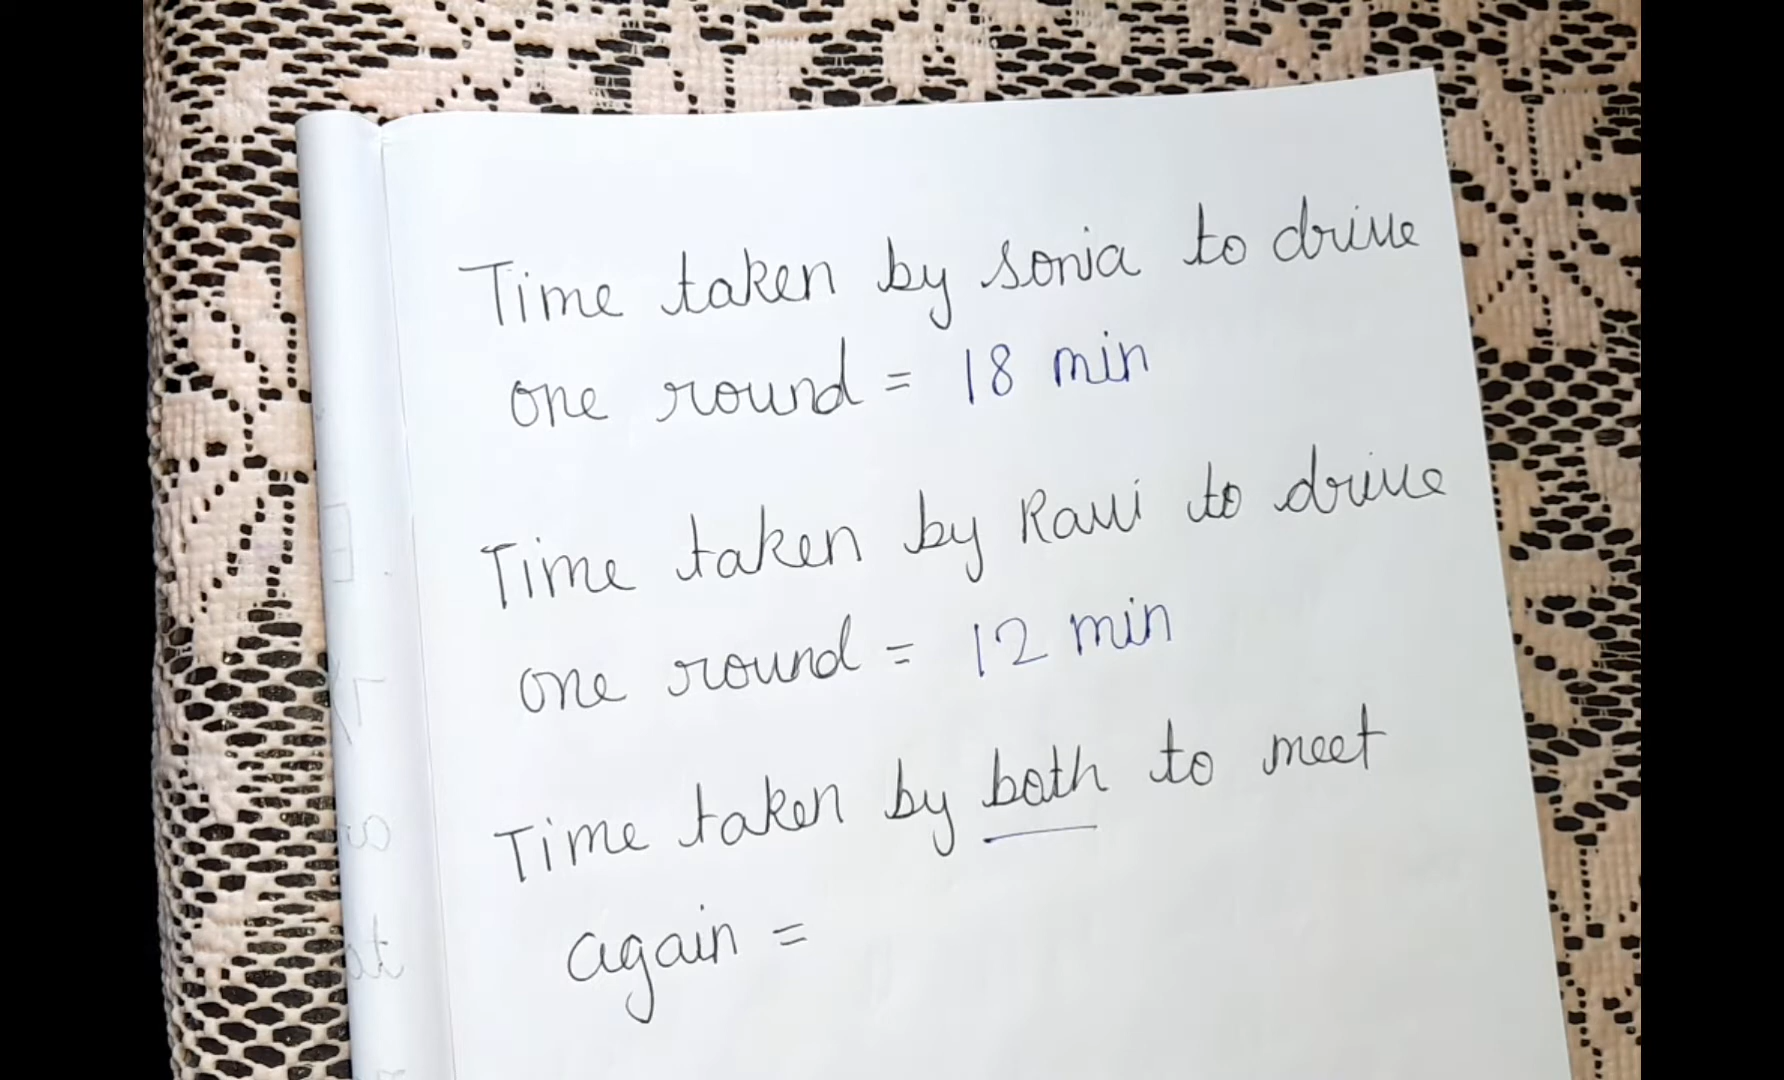 Time taken by Sonia to drive
one round = 18 min
Time taken by Ravi to drive
one round = 12 min
Time taken by both to meet
again =